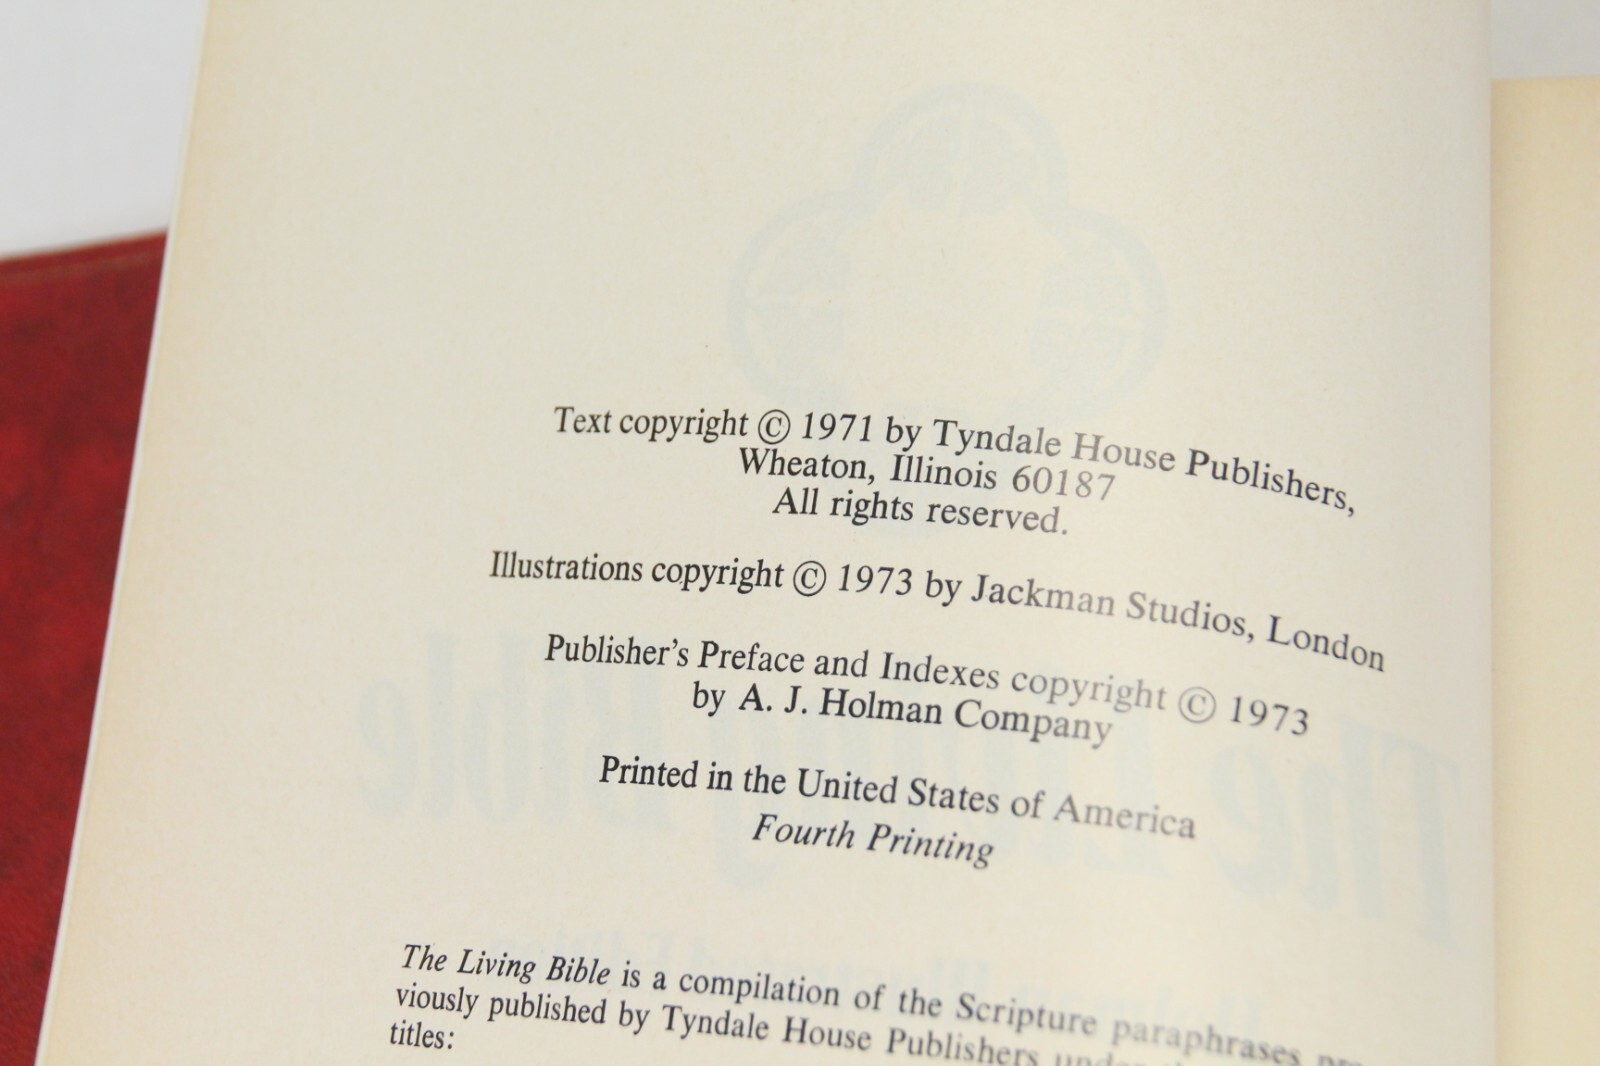 Text copyright © 1971 by Tyndale House Publishers,
Wheaton, Illinois 60187
All rights reserved.
Illustrations copyright © 1973 by Jackman Studios, London
Publisher's Preface and Indexes copyright © 1973
by A. J. Holman Company
Printed in the United States of America
Fourth Printing
The Living Bible is a compilation of the Scripture paraphrases pre-
viously published by Tyndale House Publishers under
titles: